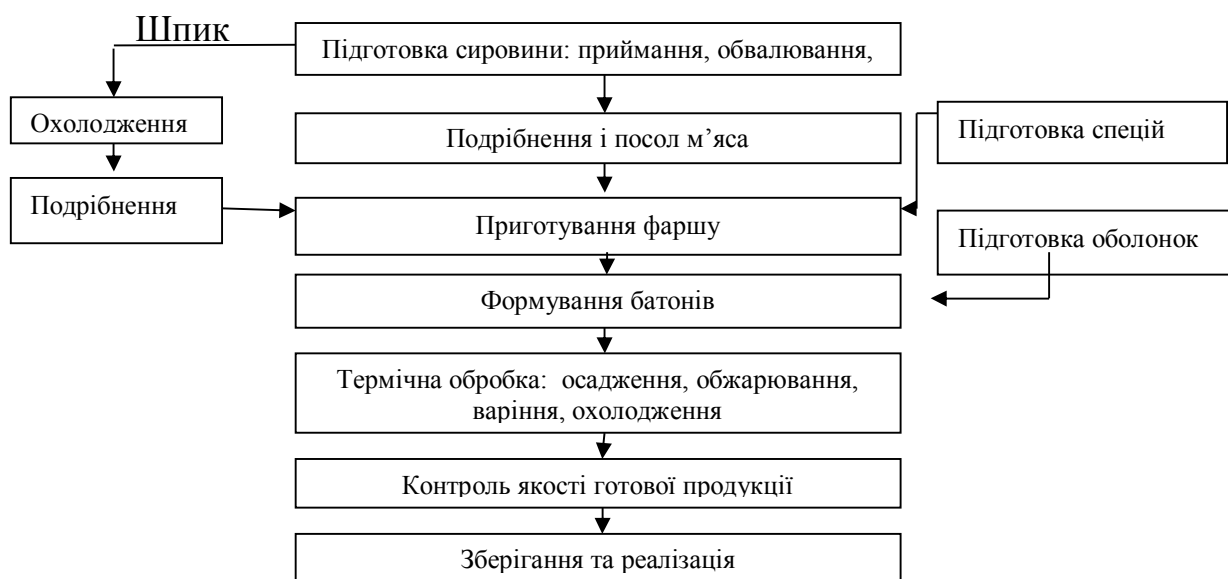 Шпик
Підготовка сировини: приймання, обвалювання,
Охолодження
Подрібнення і посол м’яса
Підготовка спецій
Подрібнення
Приготування фаршу
Підготовка оболонок
Формування батонів
Термічна обробка: осадження, обжарювання,
варіння, охолодження
Контроль якості готової продукції
Зберігання та реалізація